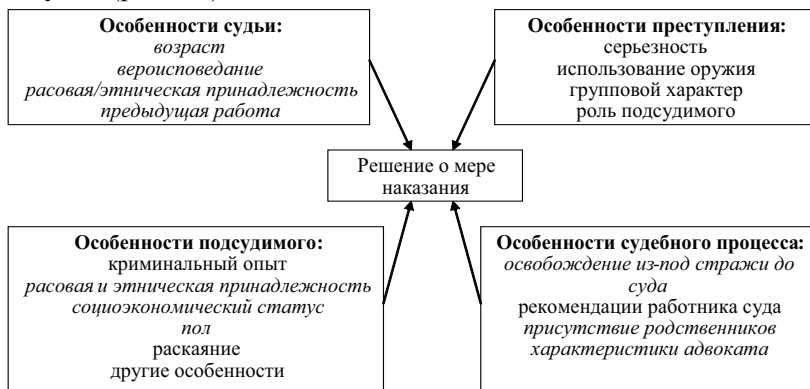 Особенности судьи:
возраст
вероисповедание
расовая/этническая принадлежность
предыдущая работа
Особенности преступления:
серьезность
использование оружия
групповой характер
роль подсудимого
Решение о мере
наказания
Особенности подсудимого:
криминальный опыт
расовая и этническая принадлежность
социоэкономический статус
пол
раскаяние
другие особенности
Особенности судебного процесса:
освобождение из-под стражи до
суда
рекомендации работника суда
присутствие родственников
характеристики адвоката